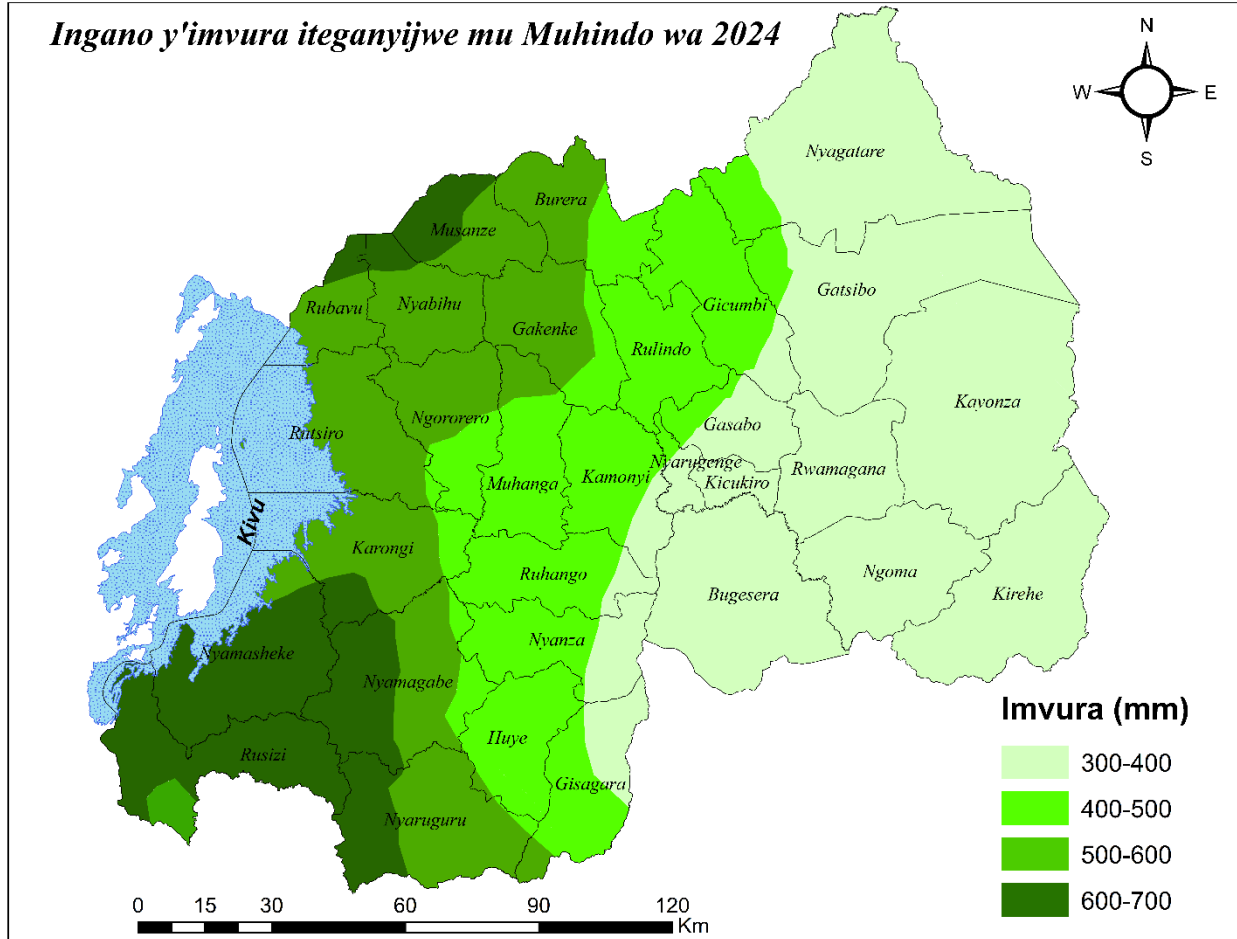 Ingano y'imvura iteganyijwe mu Muhindo wa 2024
N
W E
S
Nyagatare
Burera
Musanze
Gatsibo
Rubavu
Nyabihu
Gicumbi
Gakenke
Rulindo
Kayonza
Ngororero
Gasabo
Rutsiro
Nyarugenge
Rwamagana
Muhanga
Kamonyi
Kicukiro
Kivu
Karongi
Ruhango
Ngoma
Bugesera
Kirehe
Nyanza
Nyamasheke
Nyamagabe
Huye
Rusizi
Gisagara
Nyaruguru
Imvura (mm)
300-400
400-500
500-600
600-700
0 15 30 60 90 120
Km